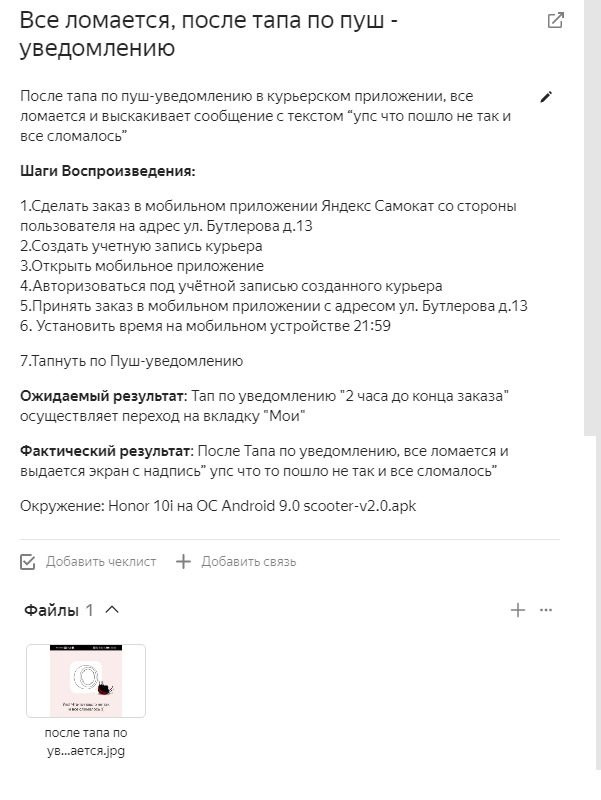 Все ломается, после тапа по пуш -
уведомлению
После тапа по пуш-уведомлению в курьерском приложении, все
ломается и выскакивает сообщение с текстом “упс что пошло не так и
все сломалось”
Шаги Воспроизведения:
1.Сделать заказ в мобильном приложении Яндекс Самокат со стороны
пользователя на адрес ул. Бутлерова д.13
2.Создать учетную запись курьера
3.Открыть мобильное приложение
4.Авторизоваться под учётной записью созданного курьера
5.Принять заказ в мобильном приложении с адресом ул. Бутлерова д.13
6. Установить время на мобильном устройстве 21:59
7.Тапнуть по Пуш-уведомлению
Ожидаемый результат: Тап по уведомлению "2 часа до конца заказа"
осуществляет переход на вкладку "Мои"
Фактический результат: После Тапа по уведомлению, все ломается и
выдается экран с надпись” упс что то пошло не так и все сломалось”
Окружение: Honor 10i на ОС Android 9.0 scooter-v2.0.apk
Добавить чеклист
Добавить связь
Файлы 1
после тапа по
ув...ается.jpg